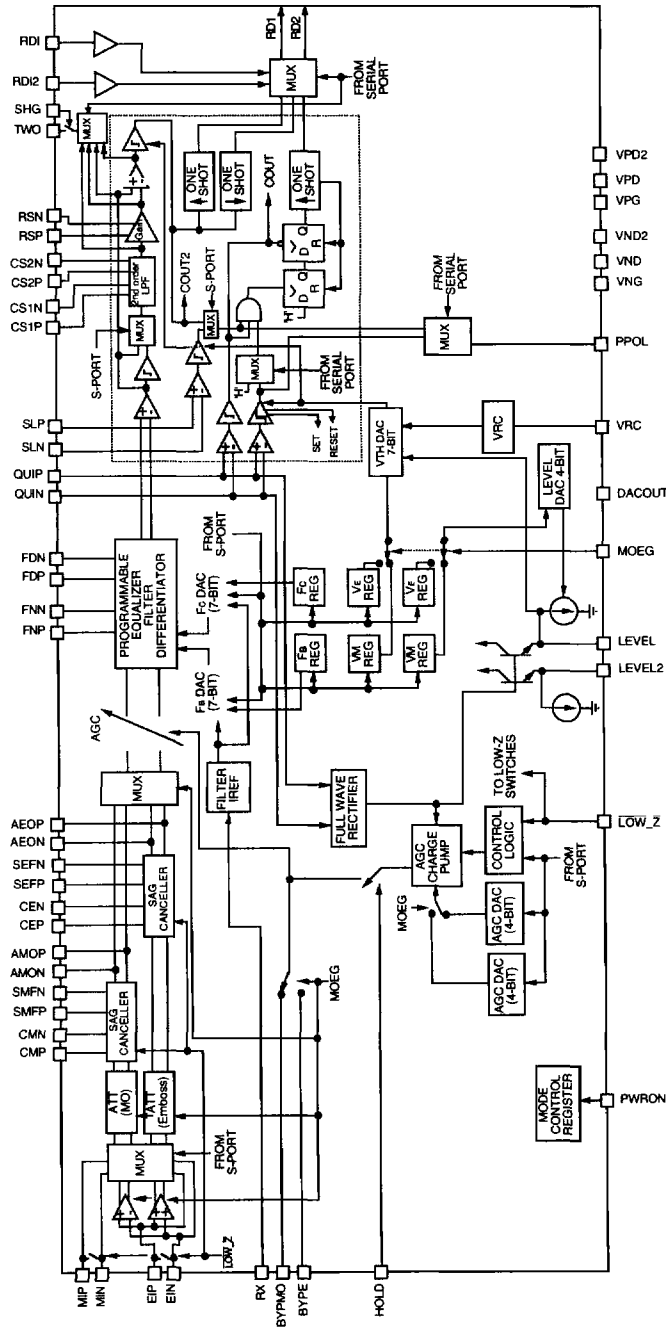 RDI
RDI2
SHG
TWO
RSN
RSP
CS2N
CS2P
CS1N
CS1P
SLP
SLN
QUIP
QUIN
FDN
FDP
FNN
FNP
AEOP
AEON
SEFN
SEFP
CEN
CEP
AMOP
AMON
SMFN
SMFP
CMN
CMP
MIP
MIN
EIP
EIN
RX
BYPMO
BYPE
HOLD
LOW_Z
RD1
RD2
MUX
FROM
SERIAL
PORT
MUX
ONE
SHOT
ONE
SHOT
ONE
SHOT
COUT
Q
D
R
Q
D
R
'H'
COUT2
S-PORT
MUX
Gain
2nd order
LPF
MUX
S-PORT
'H'
MUX
FROM
SERIAL
PORT
SET
RESET
FROM
SERIAL
PORT
MUX
PROGRAMMABLE
EQUALIZER
FILTER
DIFFERENTIATOR
FROM
S-PORT
FC DAC
(7-BIT)
FB DAC
(7-BIT)
FC
REG
FB
REG
VE
REG
VM
REG
VE
REG
VM
REG
VTH DAC
7-BIT
VRC
LEVEL
DAC 4-BIT
AGC
MUX
FILTER
IREF
SAG
CANCELLER
SAG
CANCELLER
ATT
(MO)
TATT
(Emboss)
MUX
FROM
S-PORT
MOEG
FULL WAVE
RECTIFIER
AGC
CHARGE
PUMP
MOEG
CONTROL
LOGIC
TO LOW-Z
SWITCHES
FROM
S-PORT
AGC DAC
(4-BIT)
AGC DAC
(4-BIT)
MODE
CONTROL
REGISTER
VPD2
VPD
VPG
VND2
VND
VNG
PPOL
VRC
DACOUT
MOEG
LEVEL
LEVEL2
LOW_Z
PWRON